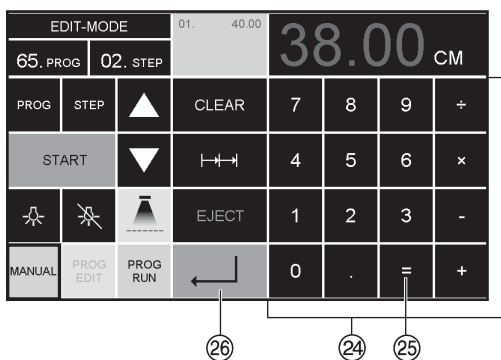 EDIT-MODE
01. 40.00
38.00 CM
65. PROG 02. STEP
PROG STEP CLEAR 7 8 9 ÷
START 4 5 6 ×
EJECT 1 2 3 -
MANUAL PROG EDIT PROG RUN 0 . = +
26 24 25